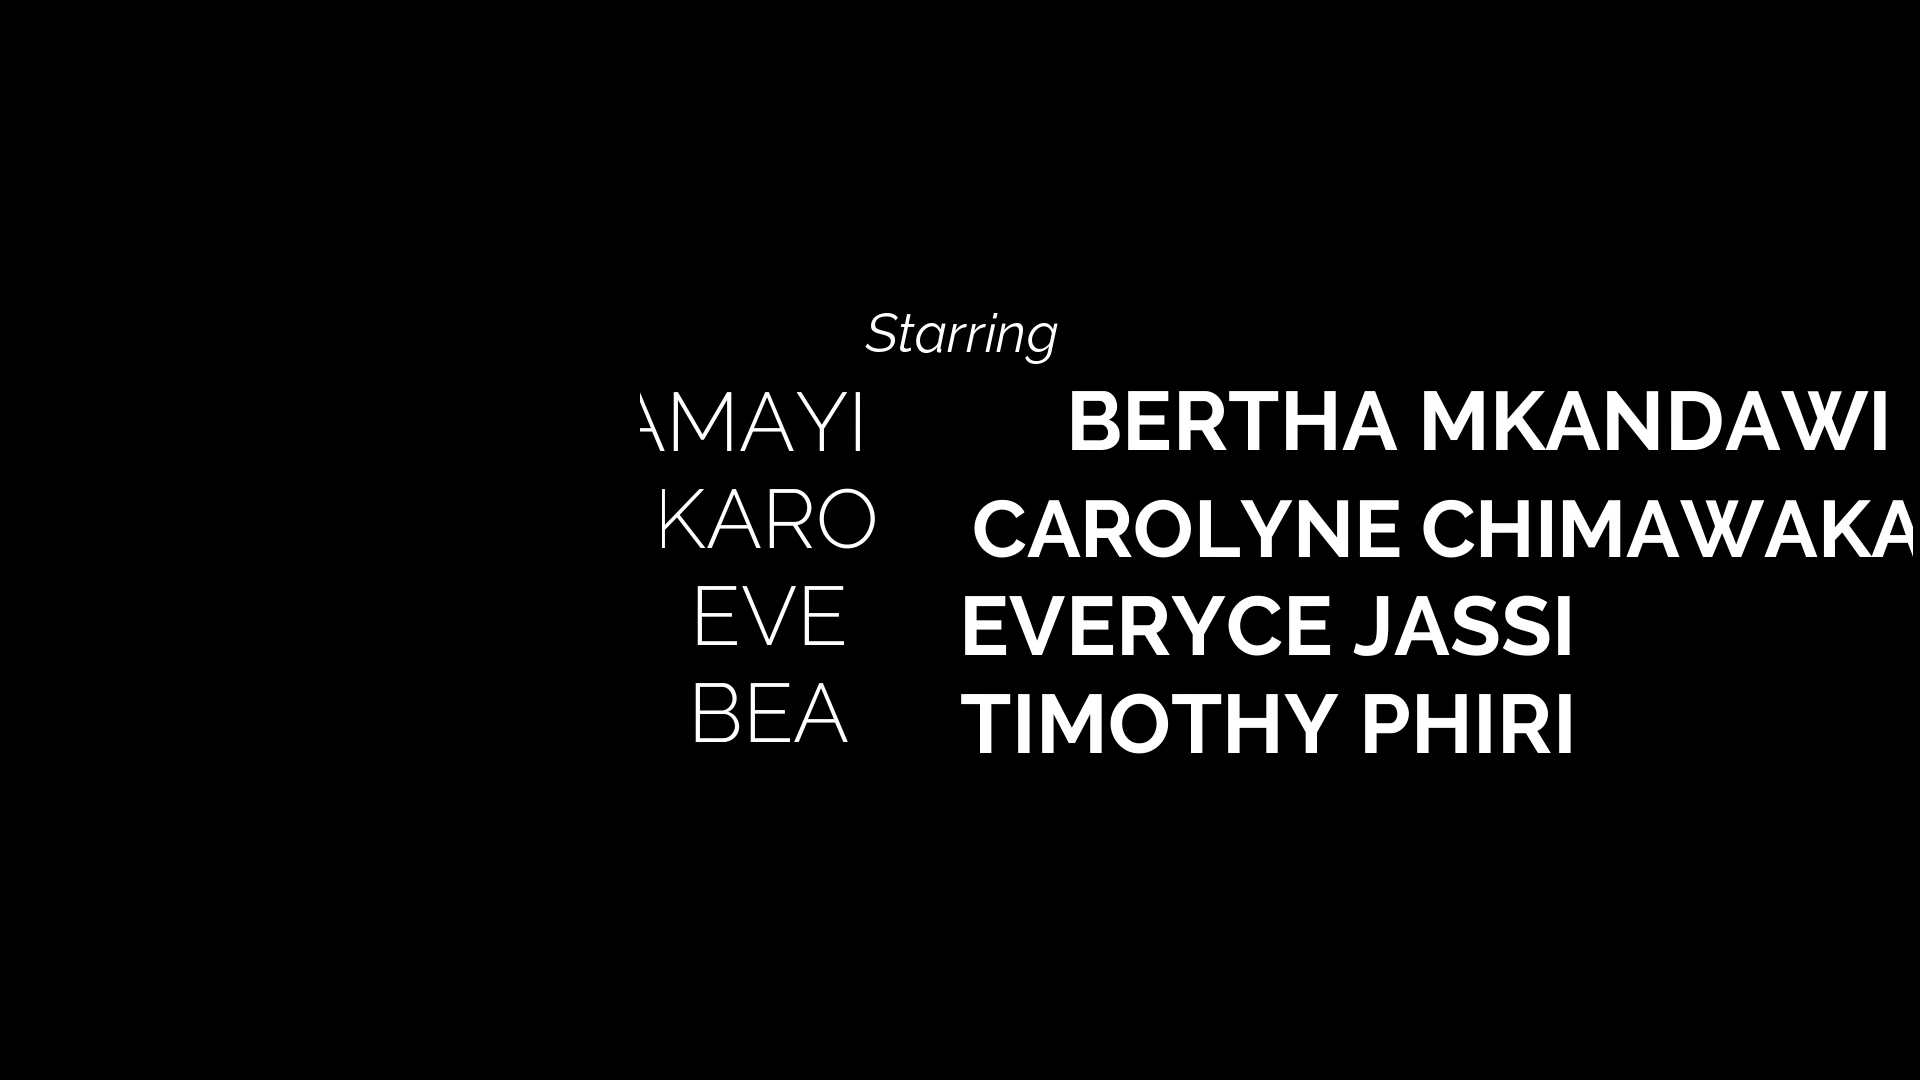 Starring
AMAYI BERTHA MKANDAWI
KARO CAROLYNE CHIMAWAKA
EVE EVERYCE JASSI
BEA TIMOTHY PHIRI